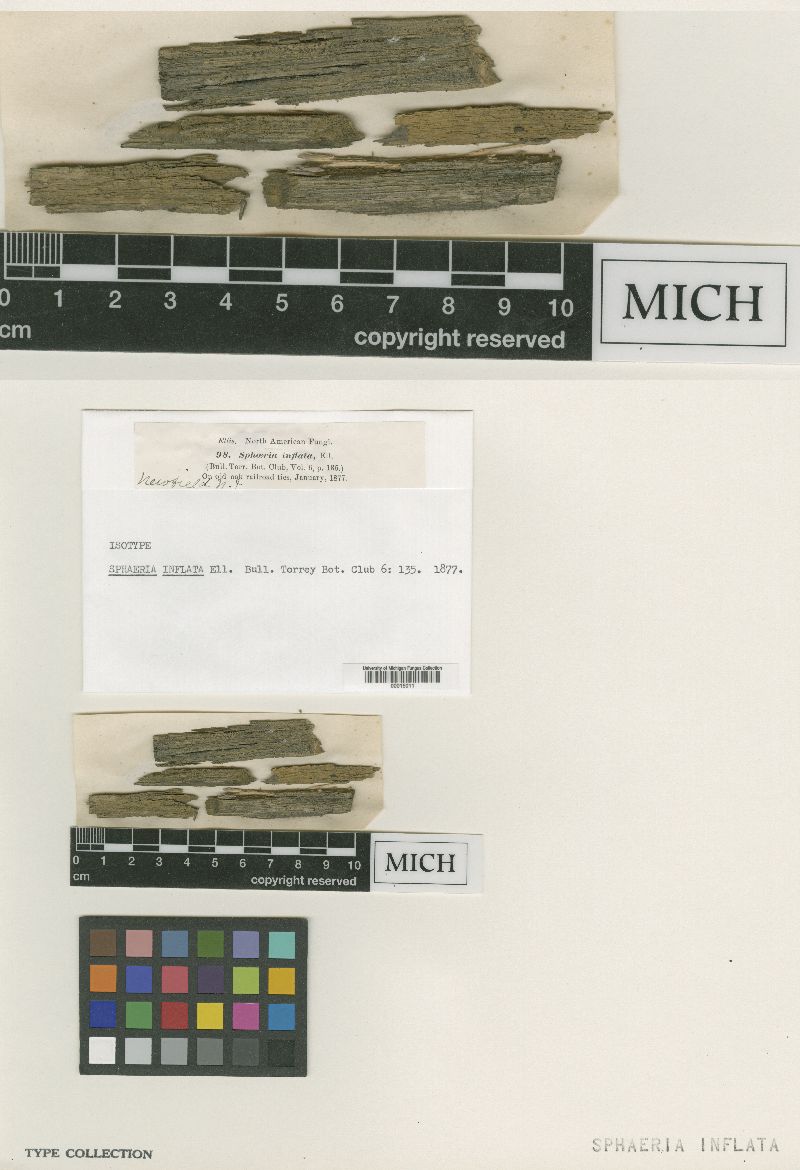 0 1 2 3 4 5 6 7 8 9 10
cm
copyright reserved
MICH
Ellis. North American Fungi.
98. Sphæria inflata, Ell.
(Bull. Torr. Bot. Club, Vol. 6, p. 135.)
On old oak railroad ties, January, 1877.
Newfield N.J.
ISOTYPE
SPHAERIA INFLATA Ell. Bull. Torrey Bot. Club 6: 135. 1877.
University of Michigan Fungus Collection
0 1 2 3 4 5 6 7 8 9 10
cm
copyright reserved
MICH
TYPE COLLECTION
SPHAERIA INFLATA